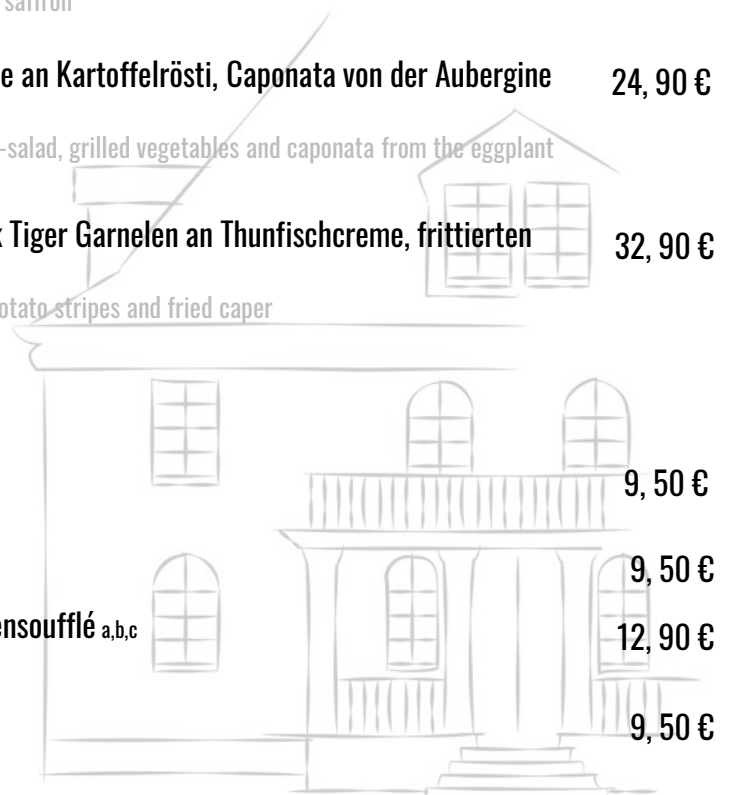 saffron
e an Kartoffelrösti, Caponata von der Aubergine 24, 90 €
-salad, grilled vegetables and caponata from the eggplant
Tiger Garnelen an Thunfischcreme, frittierten 32, 90 €
otato stripes and fried caper
9, 50 €
9, 50 €
ensoufflé a,b,c 12, 90 €
9, 50 €